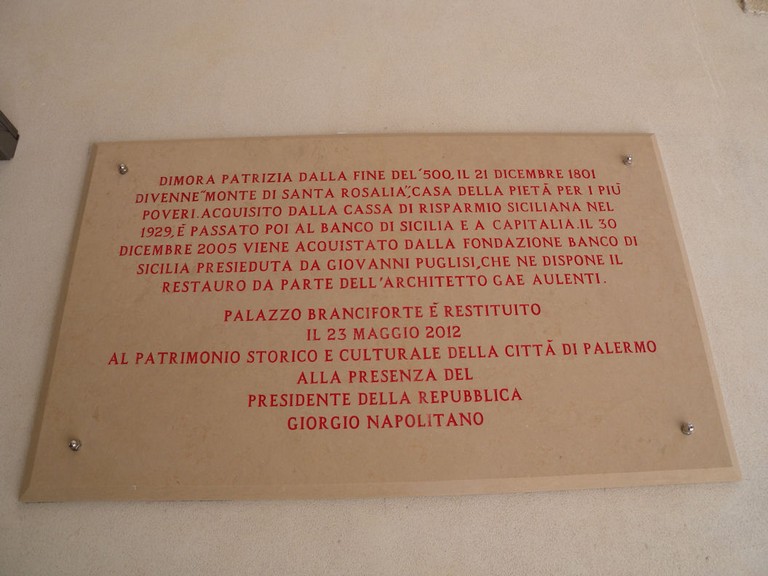 DIMORA PATRIZIA DALLA FINE DEL '500, IL 21 DICEMBRE 1801
DIVENNE "MONTE DI SANTA ROSALIA", CASA DELLA PIETÀ PER I PIÙ
POVERI. ACQUISITO DALLA CASSA DI RISPARMIO SICILIANA NEL
1929, È PASSATO POI AL BANCO DI SICILIA E A CAPITALIA. IL 30
DICEMBRE 2005 VIENE ACQUISTATO DALLA FONDAZIONE BANCO DI
SICILIA PRESIEDUTA DA GIOVANNI PUGLISI, CHE NE DISPONE IL
RESTAURO DA PARTE DELL'ARCHITETTO GAE AULENTI.
PALAZZO BRANCIFORTE È RESTITUITO
IL 23 MAGGIO 2012
AL PATRIMONIO STORICO E CULTURALE DELLA CITTÀ DI PALERMO
ALLA PRESENZA DEL
PRESIDENTE DELLA REPUBBLICA
GIORGIO NAPOLITANO